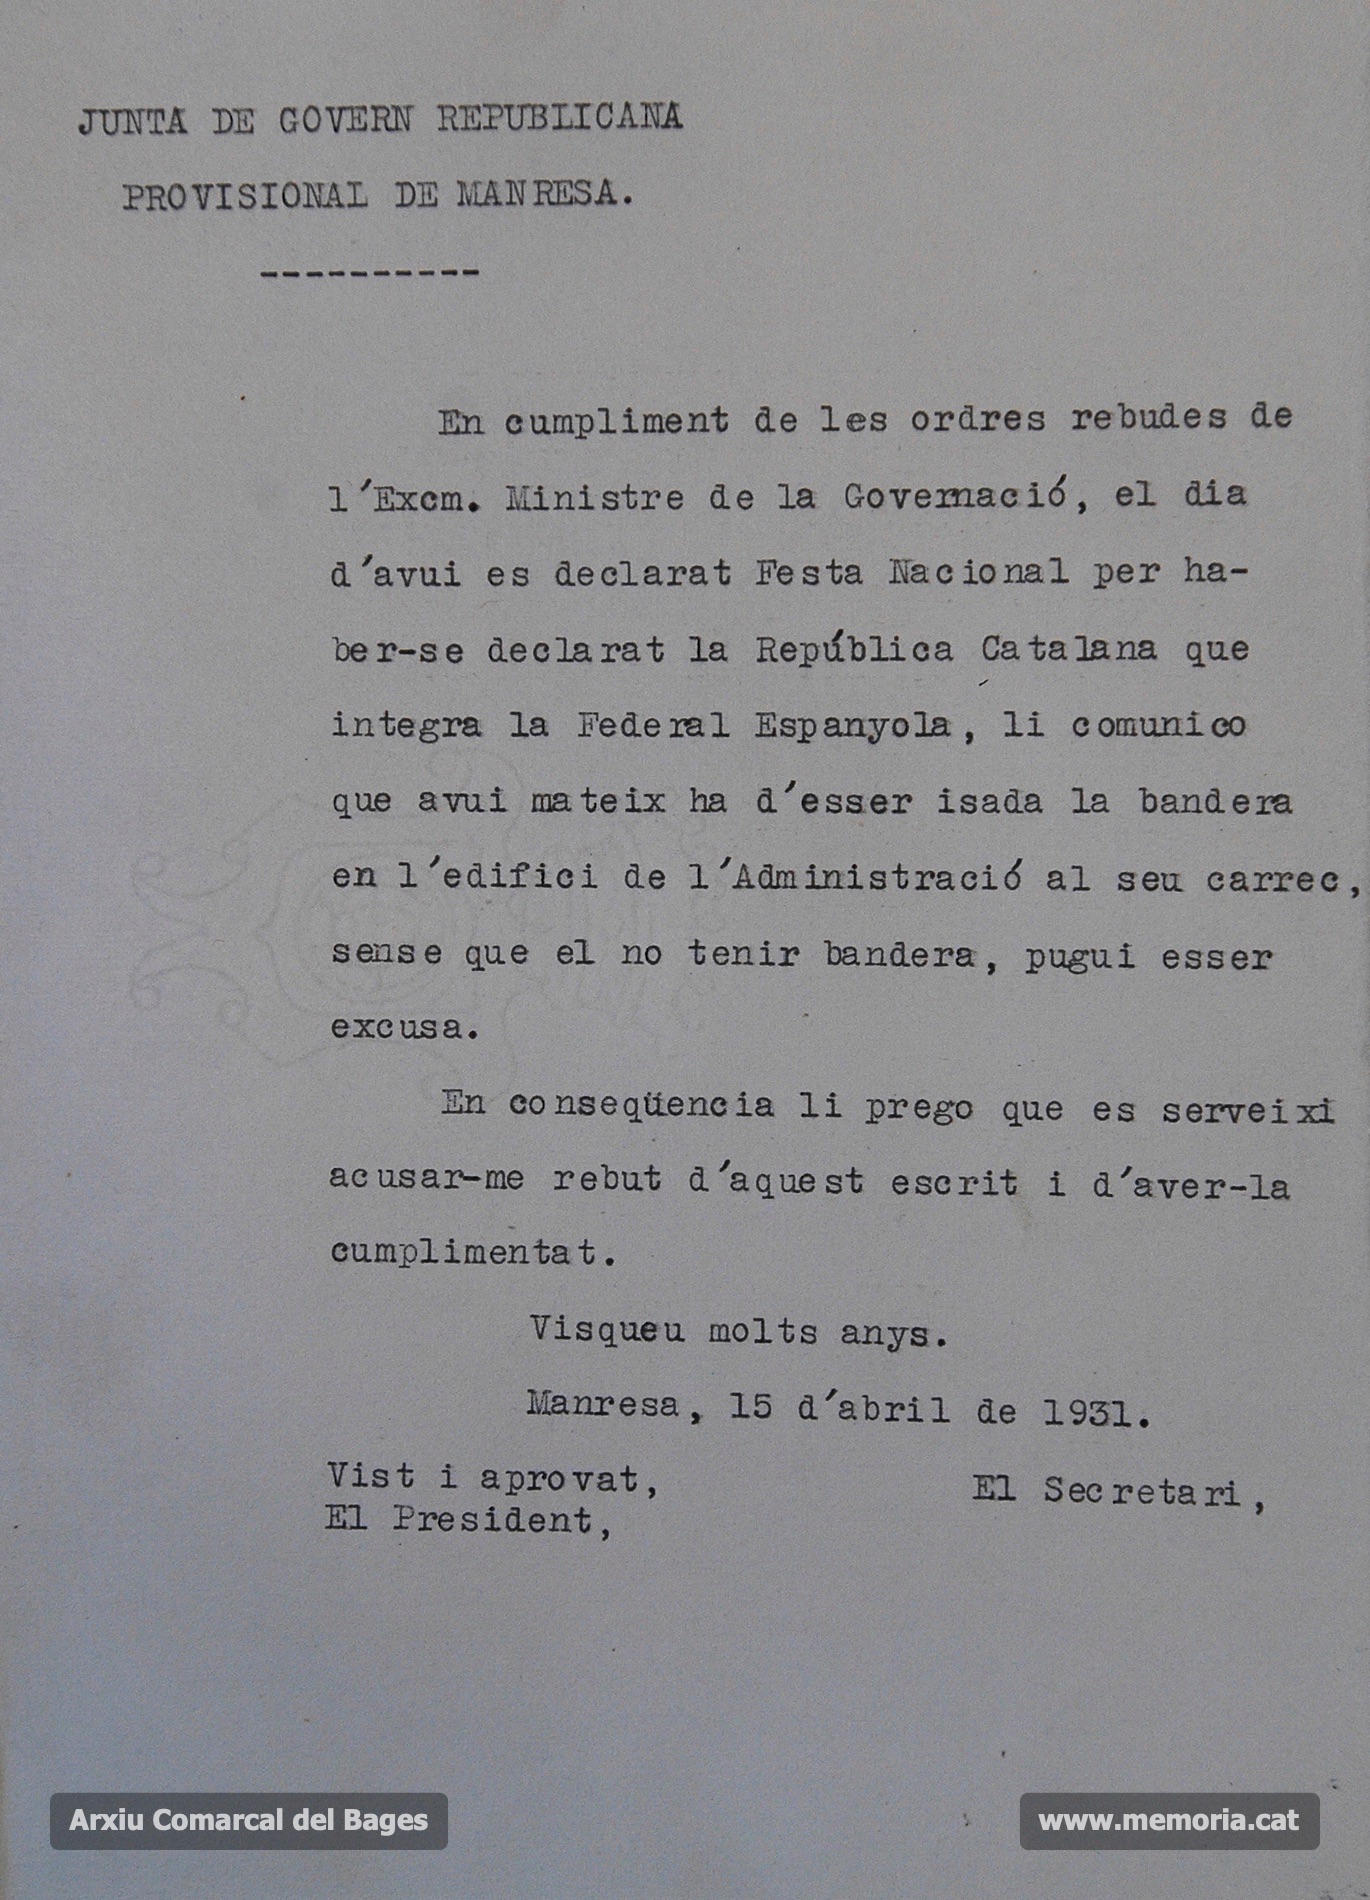 JUNTA DE GOVERN REPUBLICANA
PROVISIONAL DE MANRESA.
----------
En cumpliment de les ordres rebudes de
l'Excm. Ministre de la Governació, el dia
d'avui es declarat Festa Nacional per ha-
ber-se declarat la República Catalana que
integra la Federal Espanyola, li comunico
que avui mateix ha d'esser isada la bandera
en l'edifici de l'Administració al seu carrec,
sense que el no tenir bandera, pugui esser
excusa.
En conseqüencia li prego que es serveixi
acusar-me rebut d'aquest escrit i d'aver-la
cumplimentat.
Visqueu molts anys.
Manresa, 15 d'abril de 1931.
Vist i aprovat,
El President,
El Secretari,
Arxiu Comarcal del Bages
www.memoria.cat